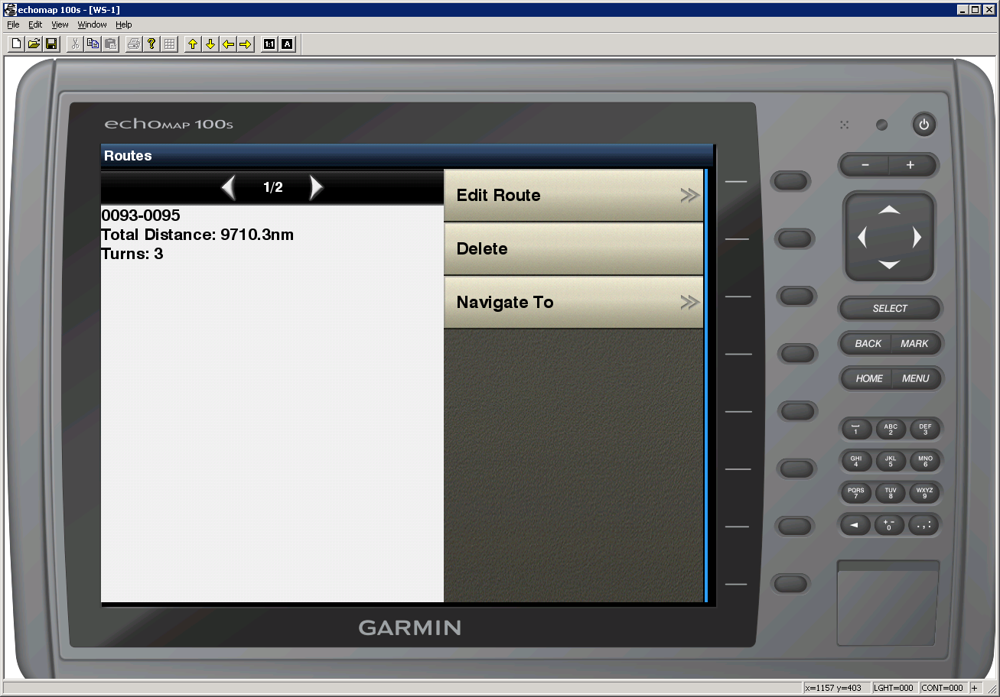 echomap 100s - [WS-1]
File Edit View Window Help
1:1 A
echoMAP 100s
Routes
1/2
0093-0095
Total Distance: 9710.3nm
Turns: 3
Edit Route
Delete
Navigate To
GARMIN
- +
SELECT
BACK MARK
HOME MENU
1 ABC 2 DEF 3
GHI 4 JKL 5 MNO 6
PQRS 7 TUV 8 WXYZ 9
+ - 0 . , :
x=1157 y=403 LGHT=000 CONT=000 +